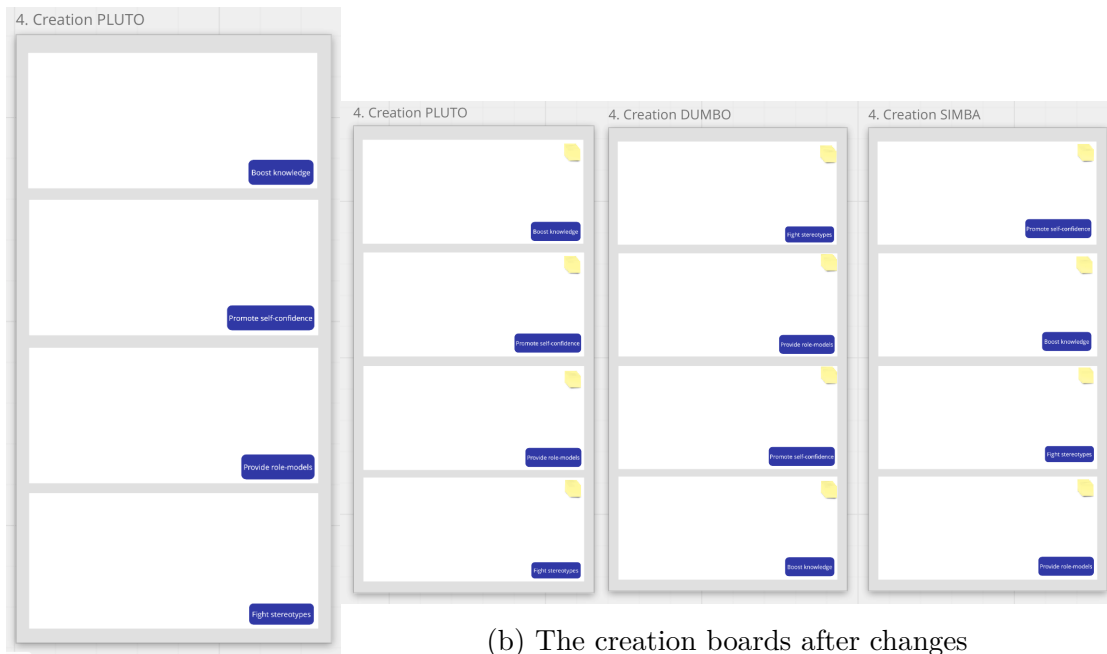 4. Creation PLUTO
Boost knowledge
Promote self-confidence
Provide role-models
Fight stereotypes
4. Creation PLUTO
Boost knowledge
Promote self-confidence
Provide role-models
Fight stereotypes
4. Creation DUMBO
Fight stereotypes
Provide role-models
Promote self-confidence
Boost knowledge
4. Creation SIMBA
Promote self-confidence
Boost knowledge
Fight stereotypes
Provide role-models
(b) The creation boards after changes